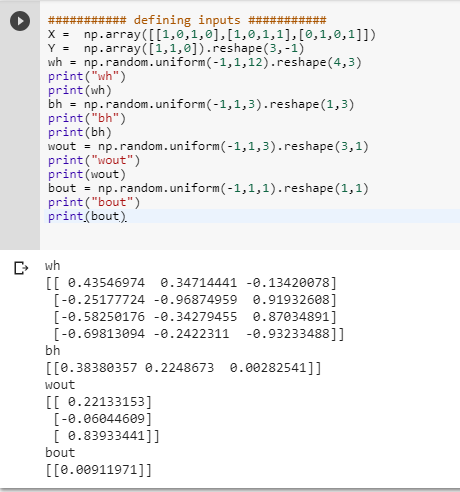 ########### defining inputs ###########
X =  np.array([[1,0,1,0],[1,0,1,1],[0,1,0,1]])
Y =  np.array([1,1,0]).reshape(3,-1)
wh = np.random.uniform(-1,1,12).reshape(4,3)
print("wh")
print(wh)
bh = np.random.uniform(-1,1,3).reshape(1,3)
print("bh")
print(bh)
wout = np.random.uniform(-1,1,3).reshape(3,1)
print("wout")
print(wout)
bout = np.random.uniform(-1,1,1).reshape(1,1)
print("bout")
print(bout)
wh
[[ 0.43546974  0.34714441 -0.13420078]
 [-0.25177724 -0.96874959  0.91932608]
 [-0.58250176 -0.34279455  0.87034891]
 [-0.69813094 -0.2422311  -0.93233488]]
bh
[[0.38380357 0.2248673  0.00282541]]
wout
[[ 0.22133153]
 [-0.06044609]
 [ 0.83933441]]
bout
[[0.00911971]]